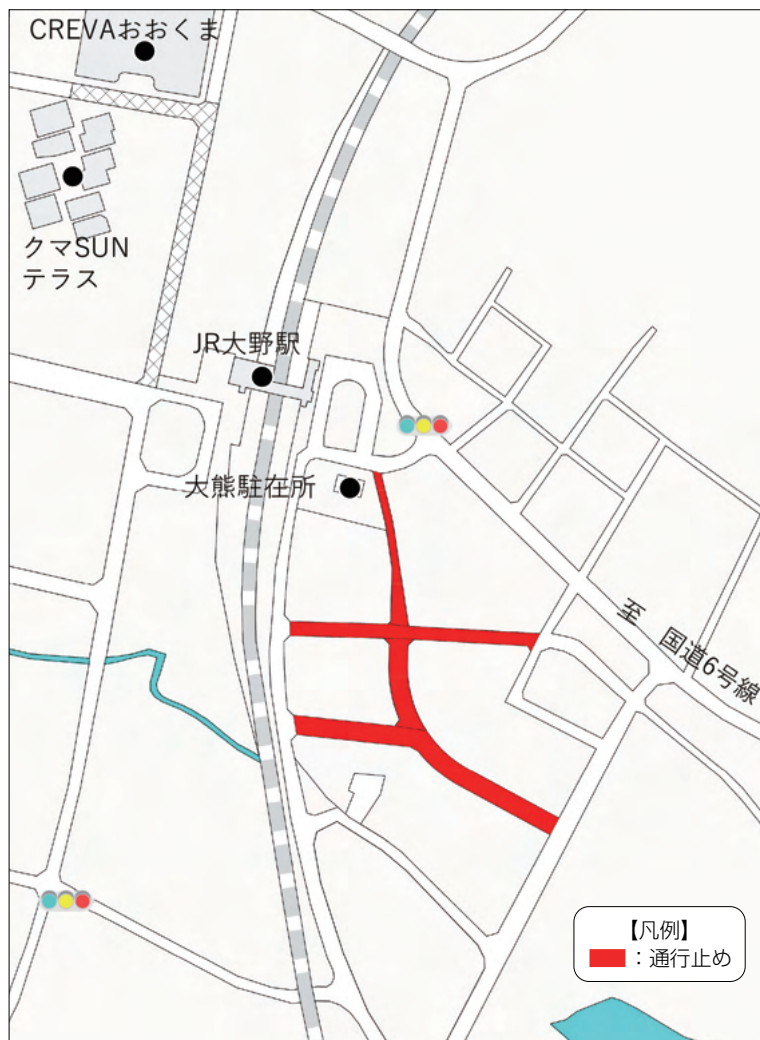 CREVAおおくま
クマSUN
テラス
JR大野駅
大熊駐在所
至　国道6号線
【凡例】
：通行止め